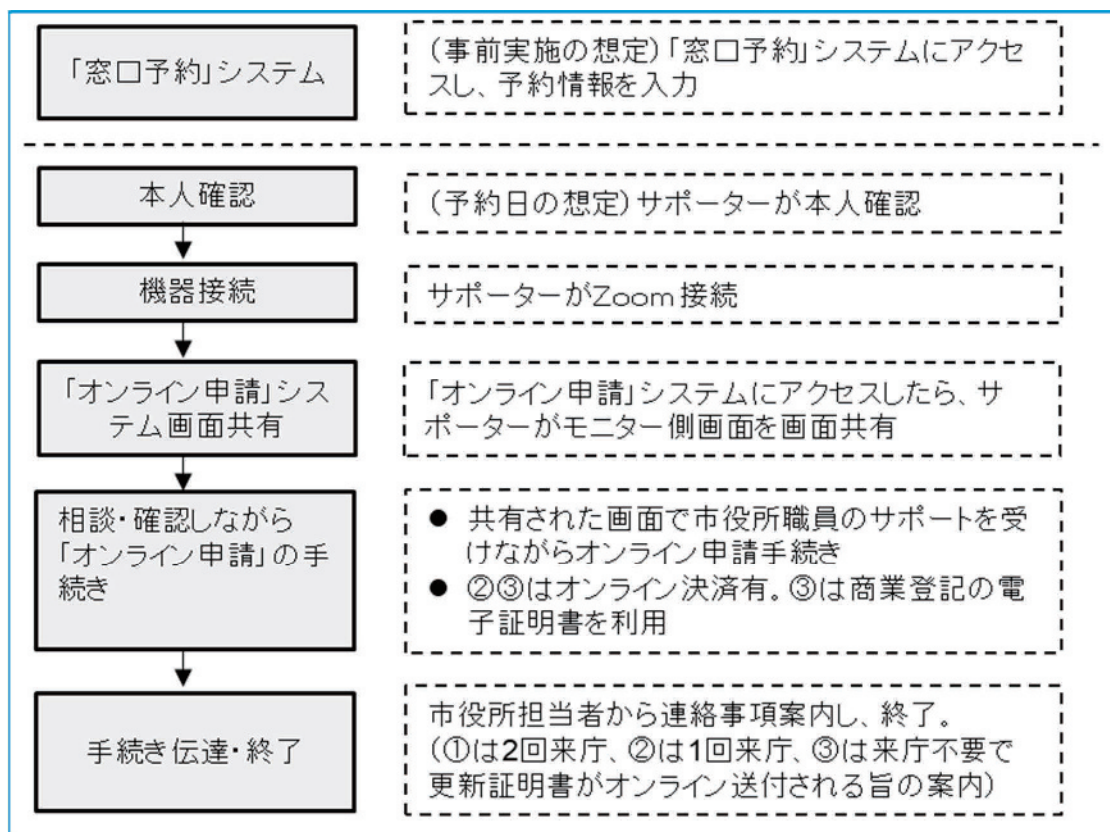 「窓口予約」システム
(事前実施の想定)「窓口予約」システムにアクセ
スし、予約情報を入力
本人確認
(予約日の想定)サポーターが本人確認
機器接続
サポーターがZoom接続
「オンライン申請」シス
テム画面共有
「オンライン申請」システムにアクセスしたら、サ
ポーターがモニター側画面を画面共有
相談・確認しながら
「オンライン申請」の手
続き
● 共有された画面で市役所職員のサポートを受
けながらオンライン申請手続き
● ②③はオンライン決済有。③は商業登記の電
子証明書を利用
手続き伝達・終了
市役所担当者から連絡事項案内し、終了。
(①は2回来庁、②は1回来庁、③は来庁不要で
更新証明書がオンライン送付される旨の案内)